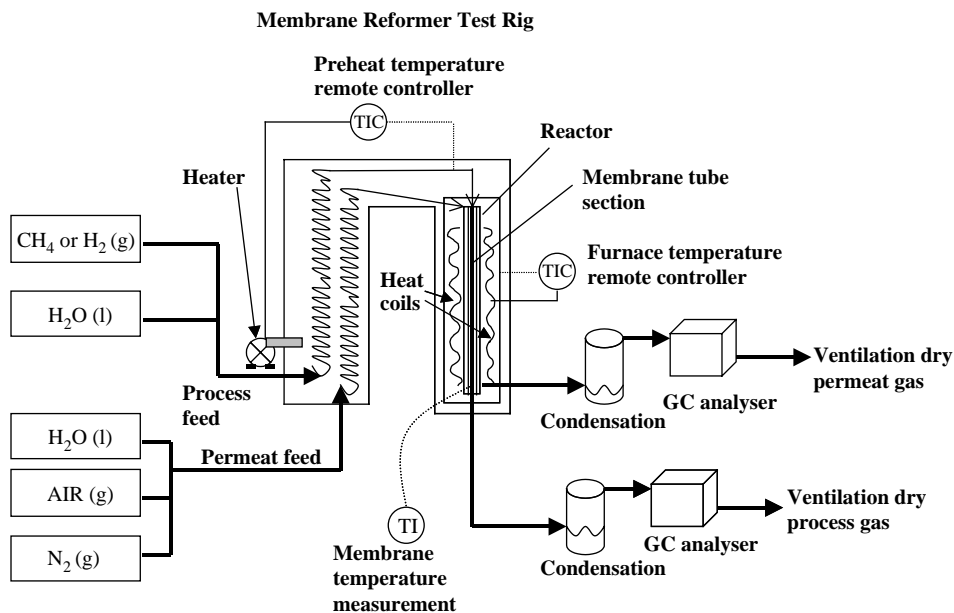 Membrane Reformer Test Rig
Preheat temperature
remote controller
TIC
Reactor
Heater
Membrane tube
section
CH4 or H2 (g)
Furnace temperature
remote controller
TIC
Heat
coils
H2O (l)
Process
feed
Condensation
GC analyser
Ventilation dry
permeat gas
H2O (l)
Permeat feed
AIR (g)
N2 (g)
TI
Membrane
temperature
measurement
Condensation
GC analyser
Ventilation dry
process gas